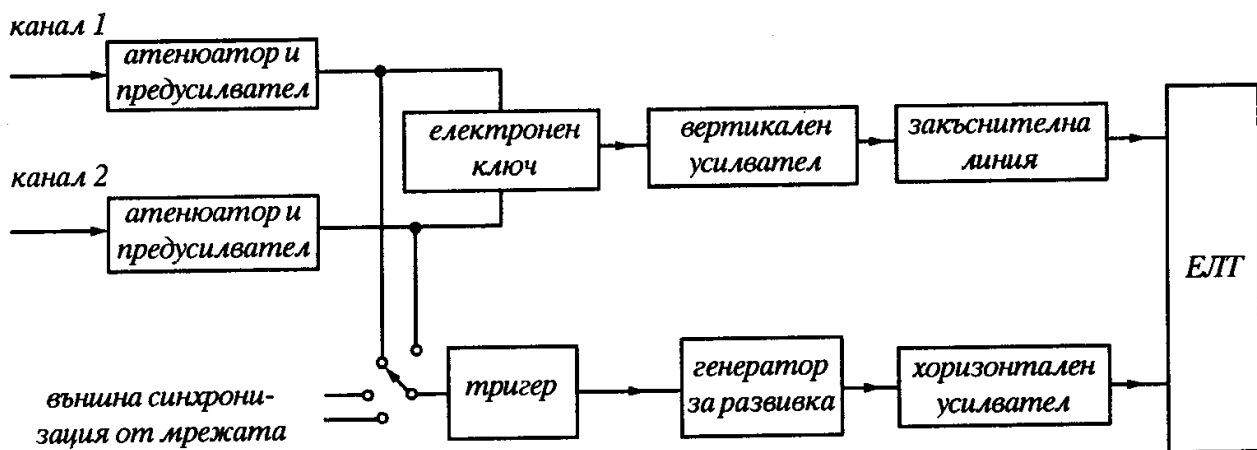 канал 1
атенюатор и
предусилвател
електронен
ключ
вертикален
усилвател
закъснителна
линия
канал 2
атенюатор и
предусилвател
ЕЛТ
външна синхрони-
зация от мрежата
тригер
генератор
за развивка
хоризонтален
усилвател